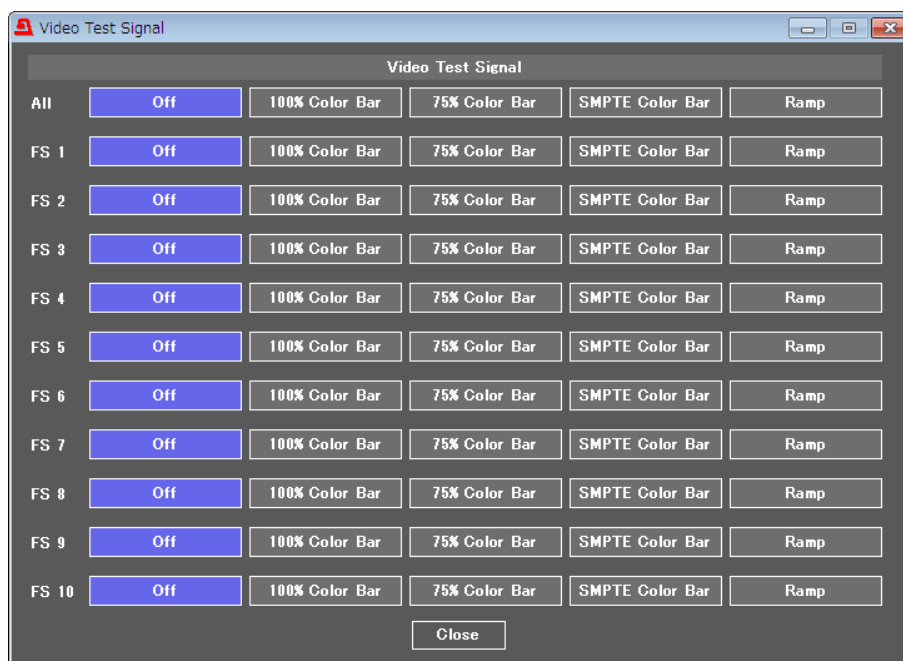 Video Test Signal
Video Test Signal
All Off 100% Color Bar 75% Color Bar SMPTE Color Bar Ramp
FS 1 Off 100% Color Bar 75% Color Bar SMPTE Color Bar Ramp
FS 2 Off 100% Color Bar 75% Color Bar SMPTE Color Bar Ramp
FS 3 Off 100% Color Bar 75% Color Bar SMPTE Color Bar Ramp
FS 4 Off 100% Color Bar 75% Color Bar SMPTE Color Bar Ramp
FS 5 Off 100% Color Bar 75% Color Bar SMPTE Color Bar Ramp
FS 6 Off 100% Color Bar 75% Color Bar SMPTE Color Bar Ramp
FS 7 Off 100% Color Bar 75% Color Bar SMPTE Color Bar Ramp
FS 8 Off 100% Color Bar 75% Color Bar SMPTE Color Bar Ramp
FS 9 Off 100% Color Bar 75% Color Bar SMPTE Color Bar Ramp
FS 10 Off 100% Color Bar 75% Color Bar SMPTE Color Bar Ramp
Close